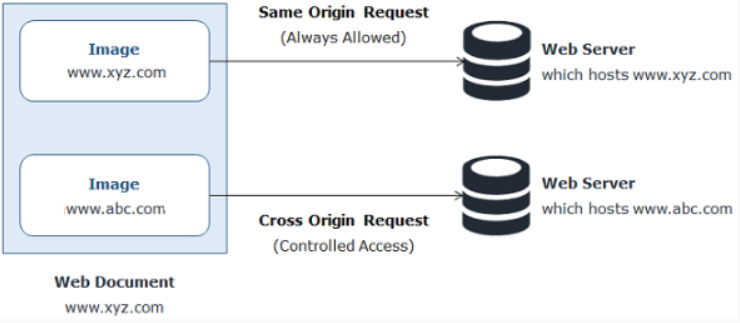 Same Origin Request
(Always Allowed)
Image
www.xyz.com
Web Server
which hosts www.xyz.com
Image
www.abc.com
Web Server
which hosts www.abc.com
Cross Origin Request
(Controlled Access)
Web Document
www.xyz.com